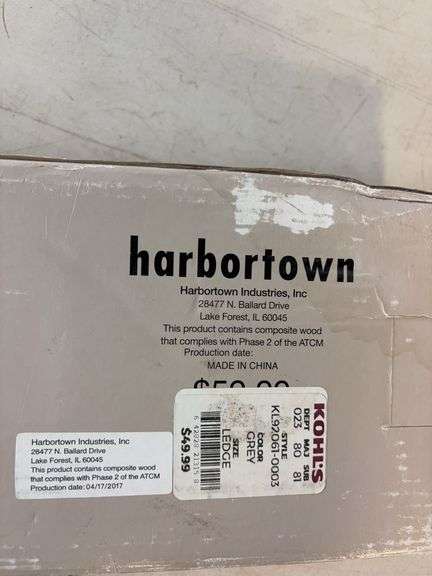 harbortown
Harbortown Industries, Inc
28477 N. Ballard Drive
Lake Forest, IL 60045
This product contains composite wood
that complies with Phase 2 of the ATCM
Production date:
MADE IN CHINA
Harbortown Industries, Inc
28477 N. Ballard Drive
Lake Forest, IL 60045
This product contains composite wood
that complies with Phase 2 of the ATCM
Production date: 04/17/2017
KOHL'S
DEPT MAJ SUB
023 80 81
STYLE
KL92061-0003
COLOR
GREY
SIZE
LEDGE
$49.99